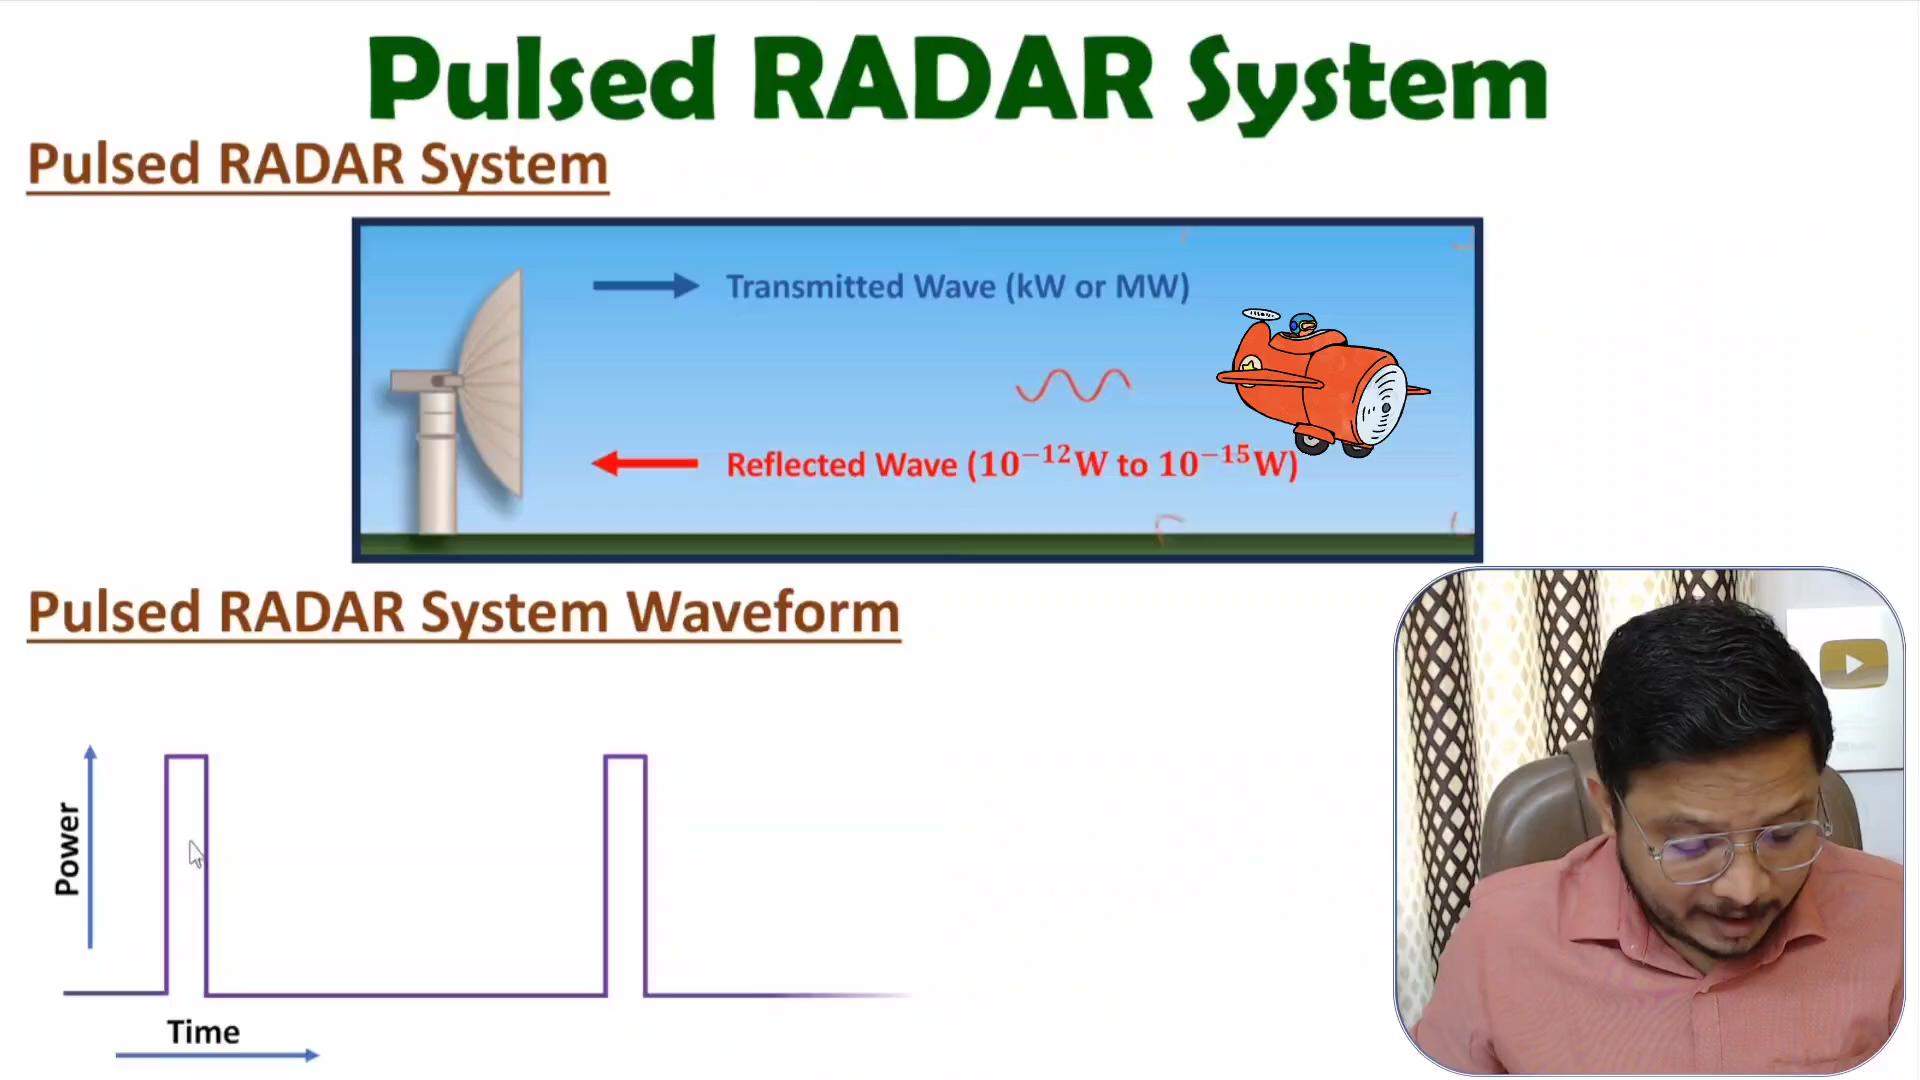 Pulsed RADAR System
Pulsed RADAR System
Transmitted Wave (kW or MW)
Reflected Wave (10⁻¹²W to 10⁻¹⁵W)
Pulsed RADAR System Waveform
Power
Time